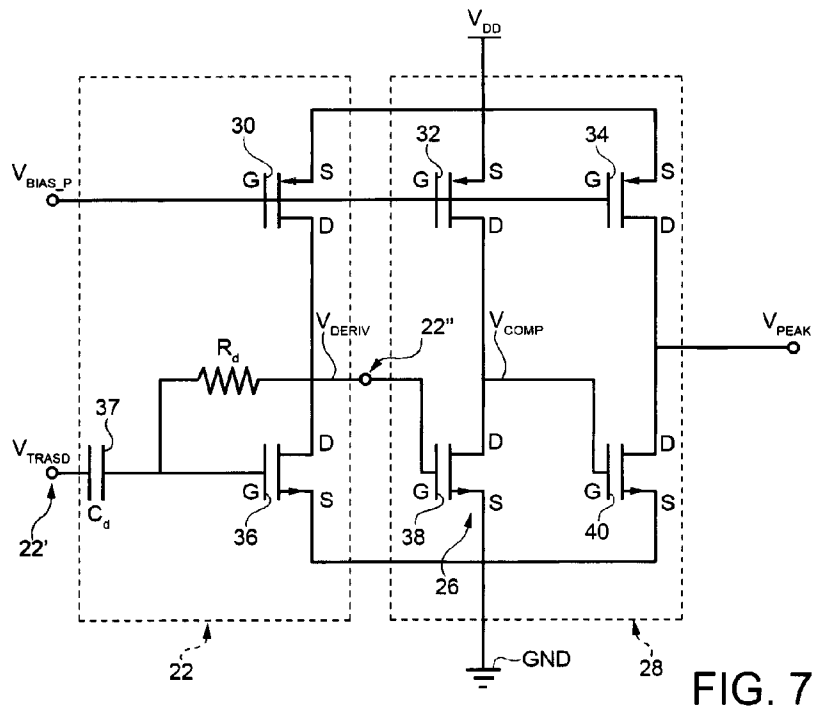 V_DD
30
32
34
S
S
S
G
G
G
V_BIAS_P
D
D
D
V_DERIV
22"
V_COMP
V_PEAK
R_d
37
V_TRASD
D
D
D
G
G
G
S
S
S
22'
C_d
36
38
40
26
22
GND
28
FIG. 7